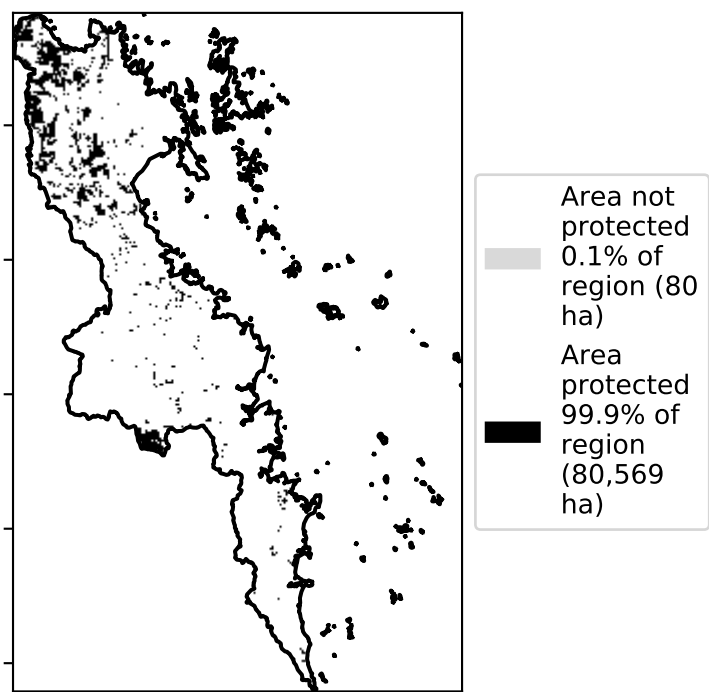 Area not
protected
0.1% of
region (80
ha)
Area
protected
99.9% of
region
(80,569
ha)